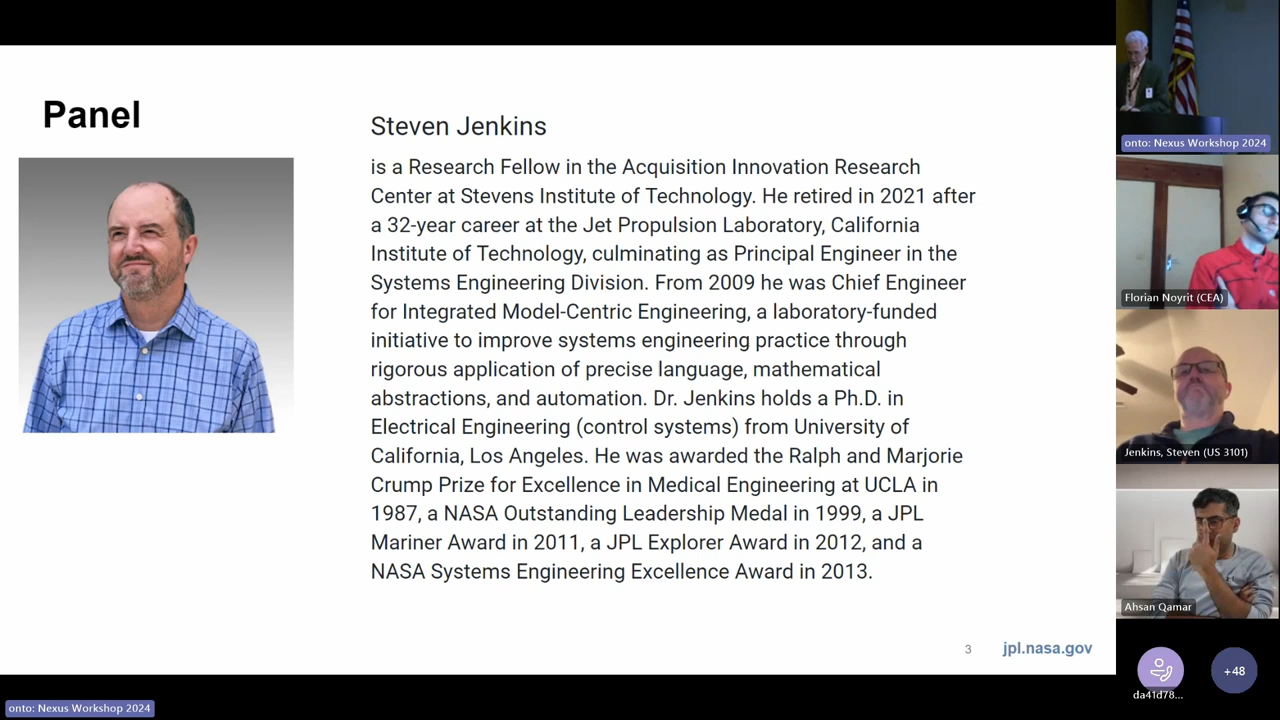 Panel
Steven Jenkins
is a Research Fellow in the Acquisition Innovation Research
Center at Stevens Institute of Technology. He retired in 2021 after
a 32-year career at the Jet Propulsion Laboratory, California
Institute of Technology, culminating as Principal Engineer in the
Systems Engineering Division. From 2009 he was Chief Engineer
for Integrated Model-Centric Engineering, a laboratory-funded
initiative to improve systems engineering practice through
rigorous application of precise language, mathematical
abstractions, and automation. Dr. Jenkins holds a Ph.D. in
Electrical Engineering (control systems) from University of
California, Los Angeles. He was awarded the Ralph and Marjorie
Crump Prize for Excellence in Medical Engineering at UCLA in
1987, a NASA Outstanding Leadership Medal in 1999, a JPL
Mariner Award in 2011, a JPL Explorer Award in 2012, and a
NASA Systems Engineering Excellence Award in 2013.
3
jpl.nasa.gov
onto: Nexus Workshop 2024
onto: Nexus Workshop 2024
Florian Noyrit (CEA)
Jenkins, Steven (US 3101)
Ahsan Qamar
da41d78...
+48